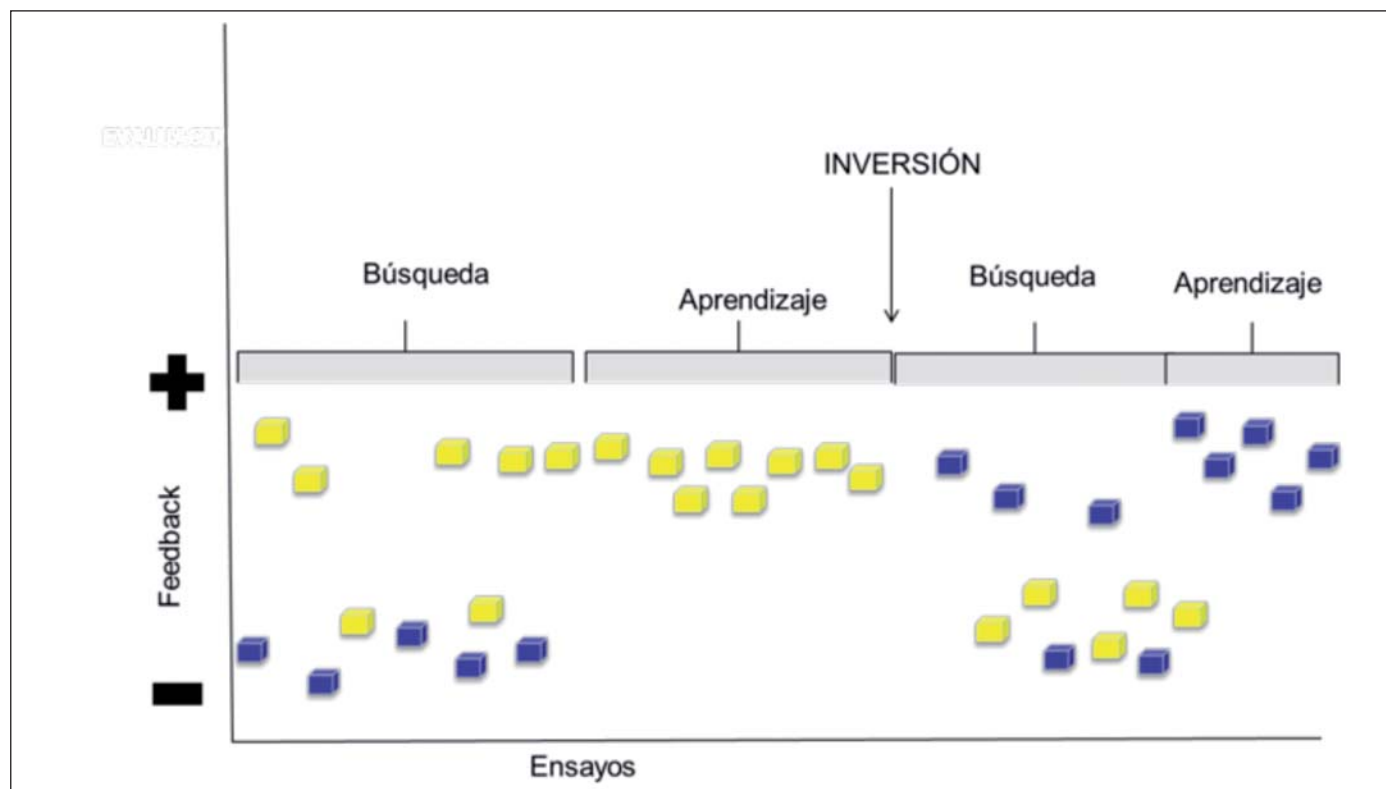 INVERSIÓN
Búsqueda
Aprendizaje
Búsqueda
Aprendizaje
Feedback
Ensayos